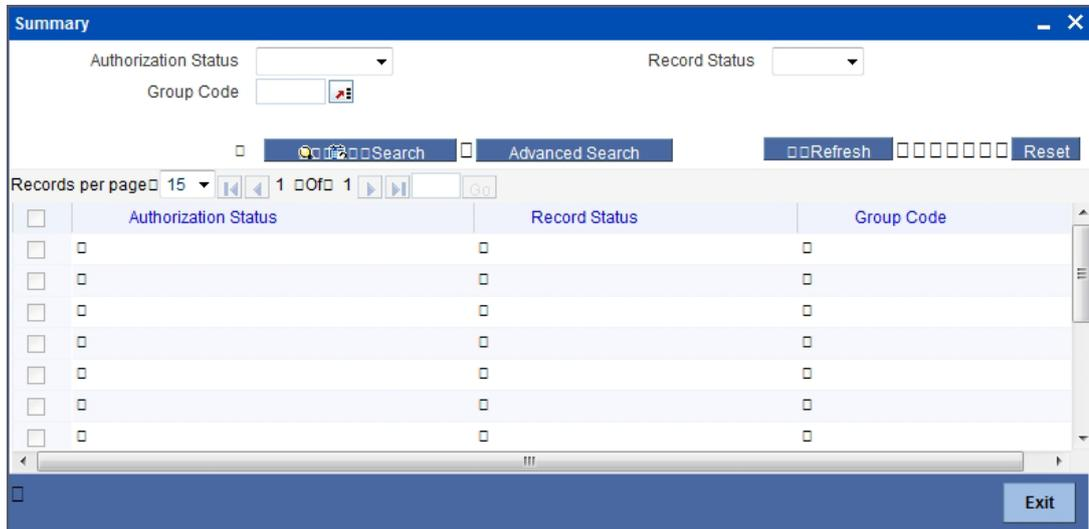 Summary
Authorization Status Record Status
Group Code
Search Advanced Search Refresh Reset
Records per page 15 1 Of 1 Go
Authorization Status Record Status Group Code
Exit